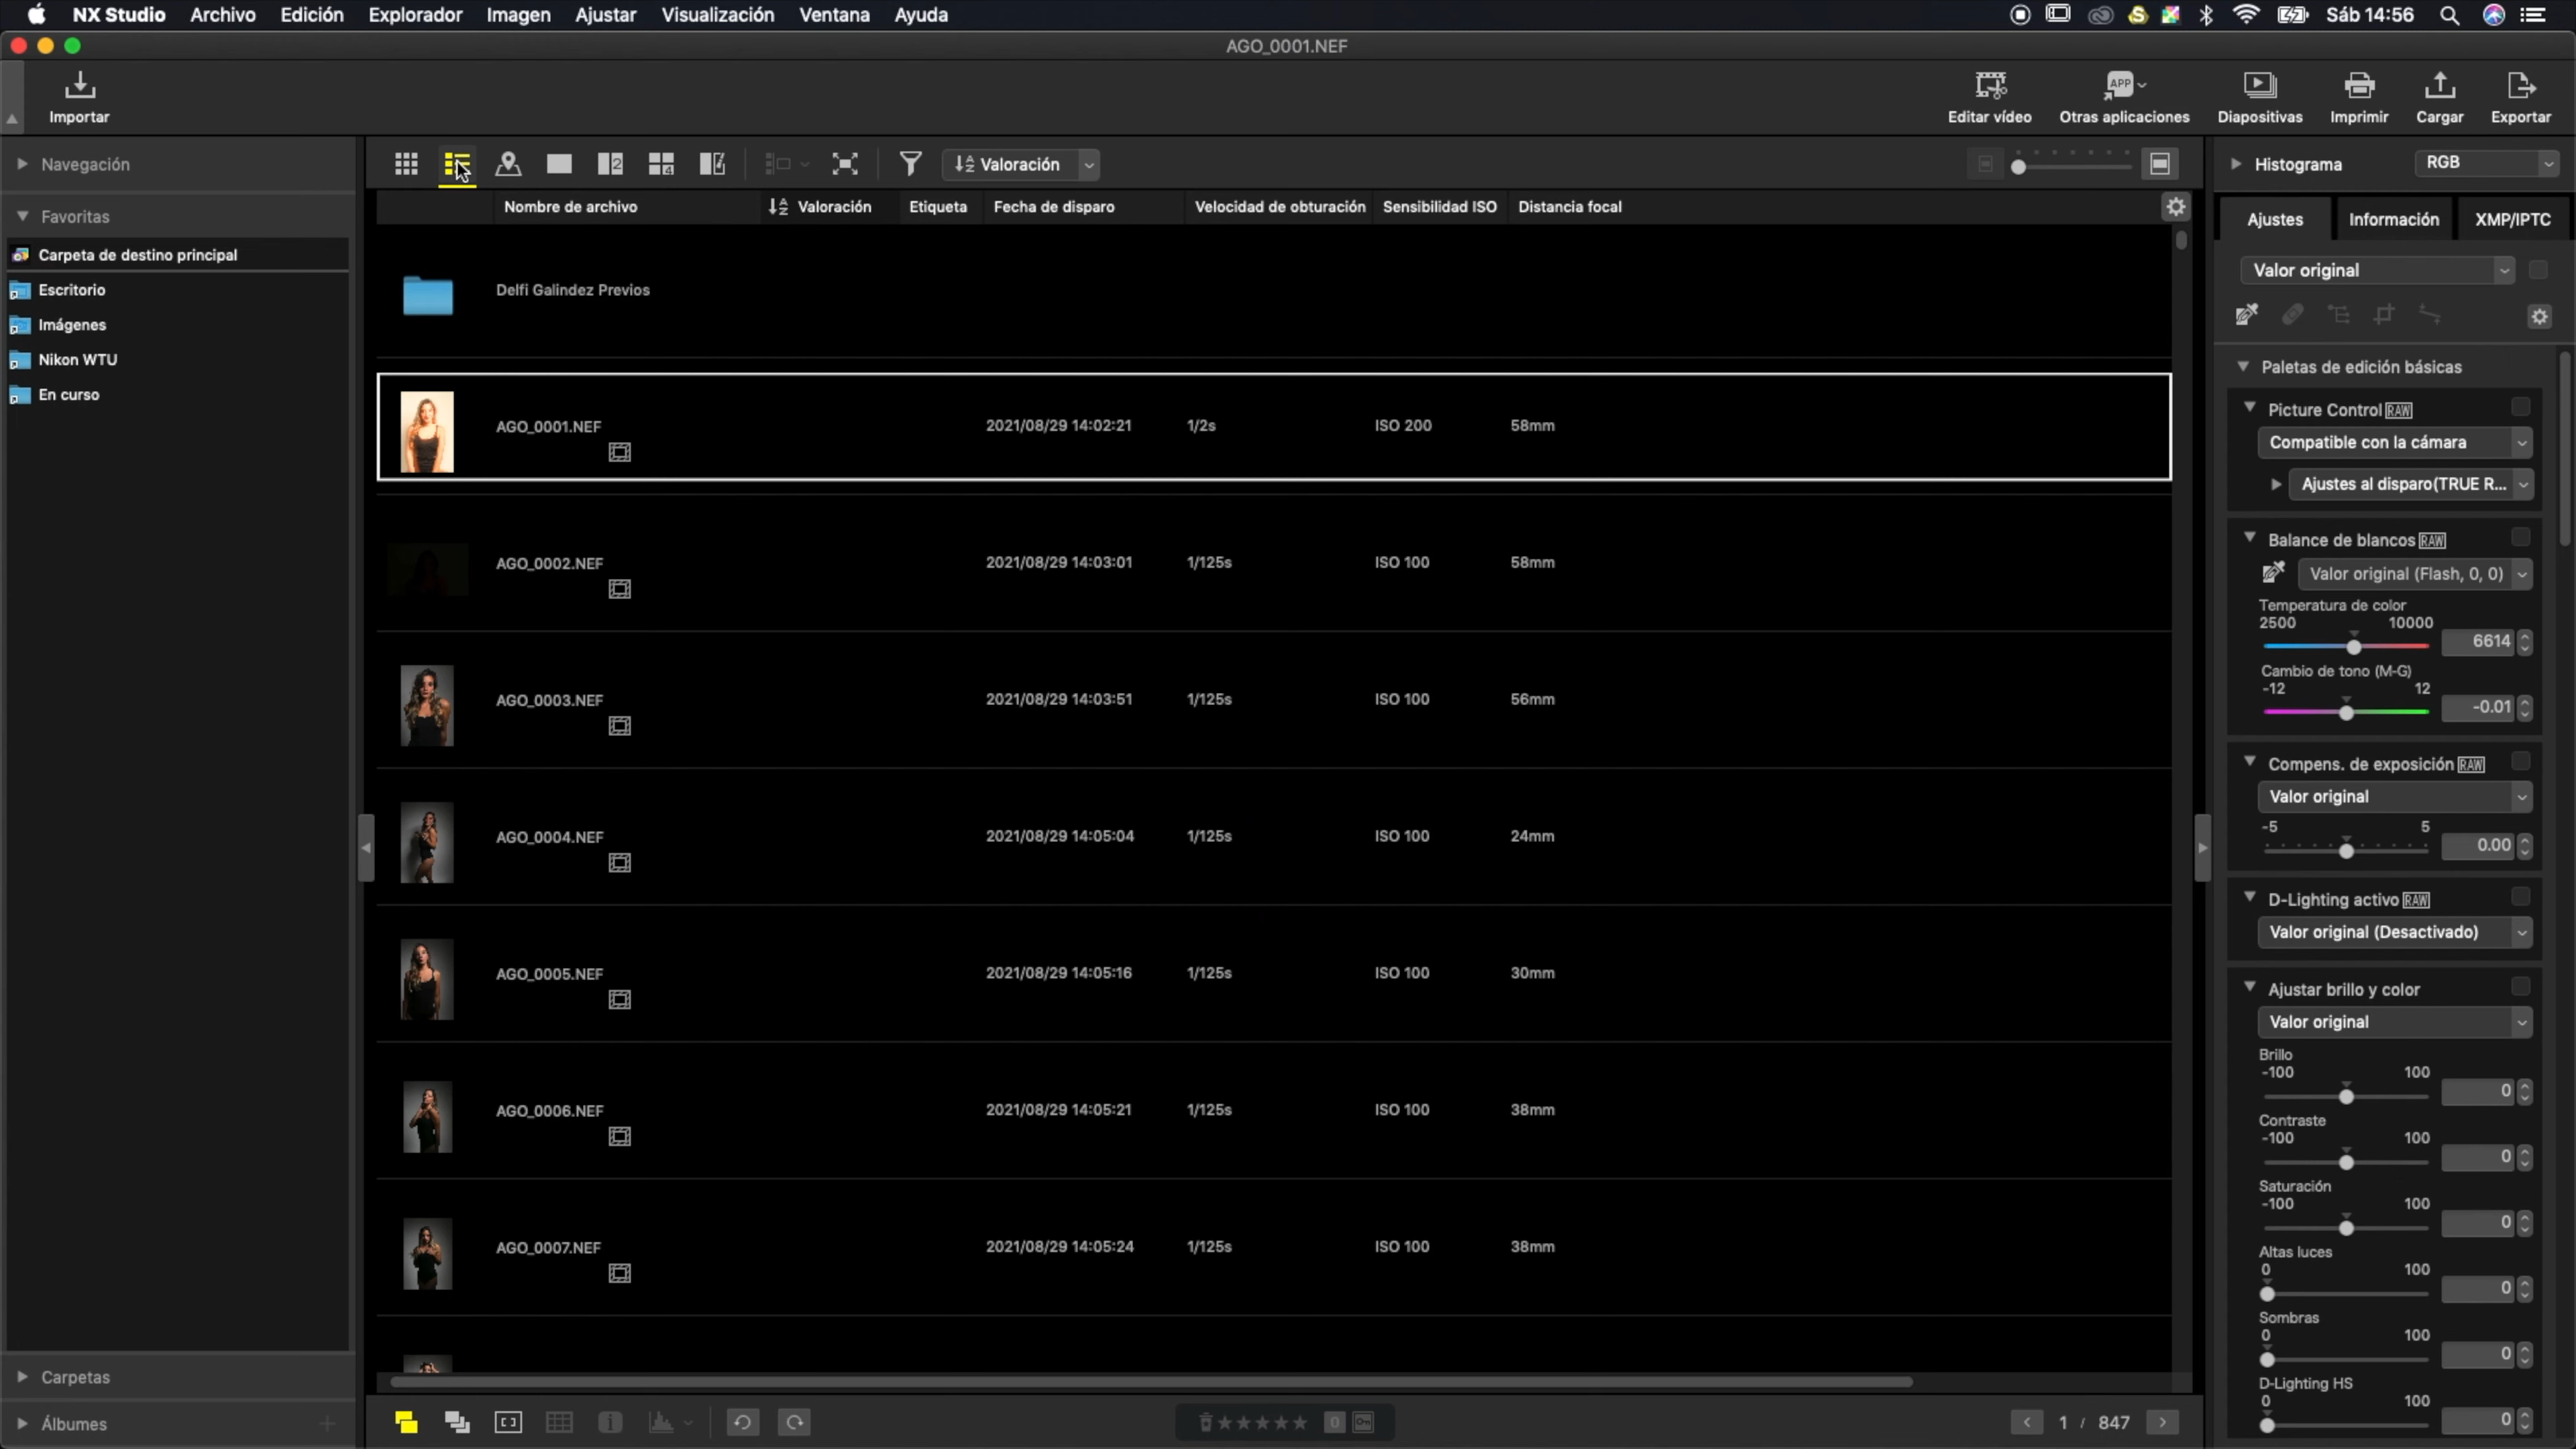 NX Studio Archivo Edición Explorador Imagen Ajustar Visualización Ventana Ayuda Sáb 14:56
AGO_0001.NEF
Importar Editar vídeo Otras aplicaciones Diapositivas Imprimir Cargar Exportar
APP
Navegación
Favoritas
Carpeta de destino principal
Escritorio
Imágenes
Nikon WTU
En curso
Carpetas
Álbumes
2 4 Valoración
Nombre de archivo Valoración Etiqueta Fecha de disparo Velocidad de obturación Sensibilidad ISO Distancia focal
Delfi Galindez Previos
AGO_0001.NEF 2021/08/29 14:02:21 1/2s ISO 200 58mm
AGO_0002.NEF 2021/08/29 14:03:01 1/125s ISO 100 58mm
AGO_0003.NEF 2021/08/29 14:03:51 1/125s ISO 100 56mm
AGO_0004.NEF 2021/08/29 14:05:04 1/125s ISO 100 24mm
AGO_0005.NEF 2021/08/29 14:05:16 1/125s ISO 100 30mm
AGO_0006.NEF 2021/08/29 14:05:21 1/125s ISO 100 38mm
AGO_0007.NEF 2021/08/29 14:05:24 1/125s ISO 100 38mm
0 1 / 847
Histograma RGB
Ajustes Información XMP/IPTC
Valor original
Paletas de edición básicas
Picture Control RAW
Compatible con la cámara
Ajustes al disparo(TRUE R...
Balance de blancos RAW
Valor original (Flash, 0, 0)
Temperatura de color
2500 10000
6614
Cambio de tono (M-G)
-12 12
-0.01
Compens. de exposición RAW
Valor original
-5 5
0.00
D-Lighting activo RAW
Valor original (Desactivado)
Ajustar brillo y color
Valor original
Brillo
-100 100
0
Contraste
-100 100
0
Saturación
-100 100
0
Altas luces
0 100
0
Sombras
0 100
0
D-Lighting HS
0 100
0